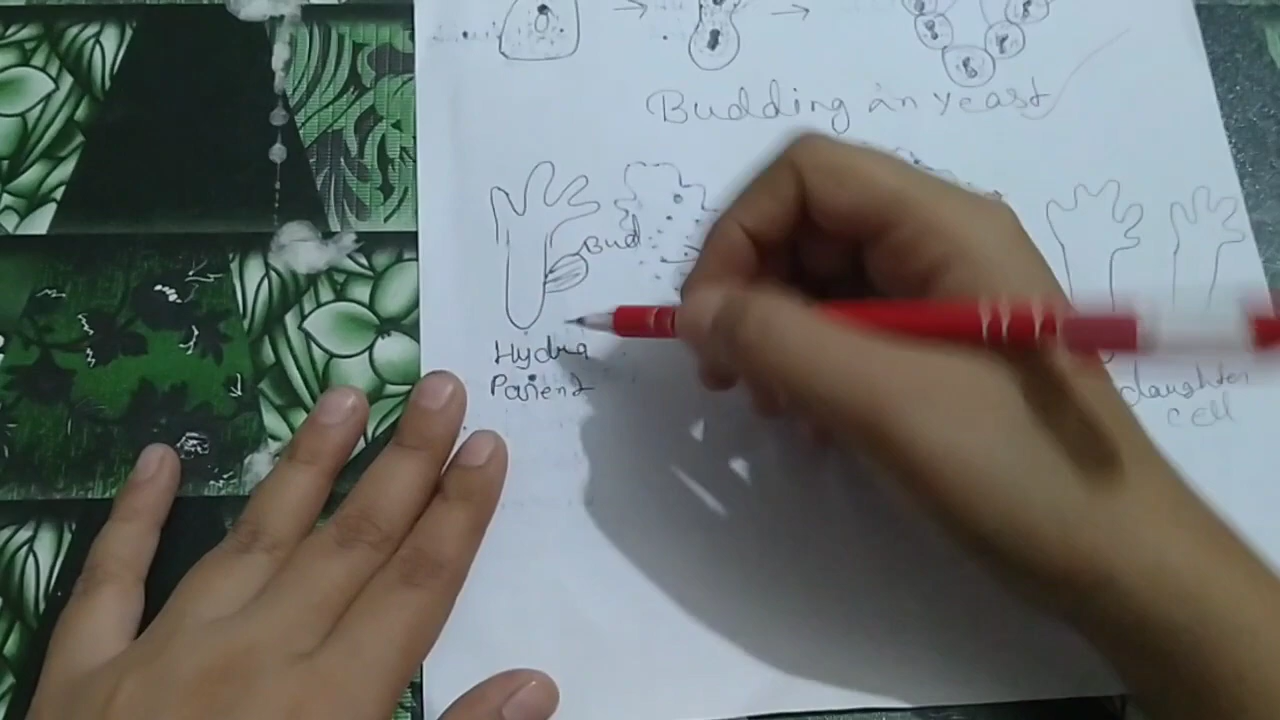 Budding in yeast
Bud
Hydra
Parent
daughter
cell